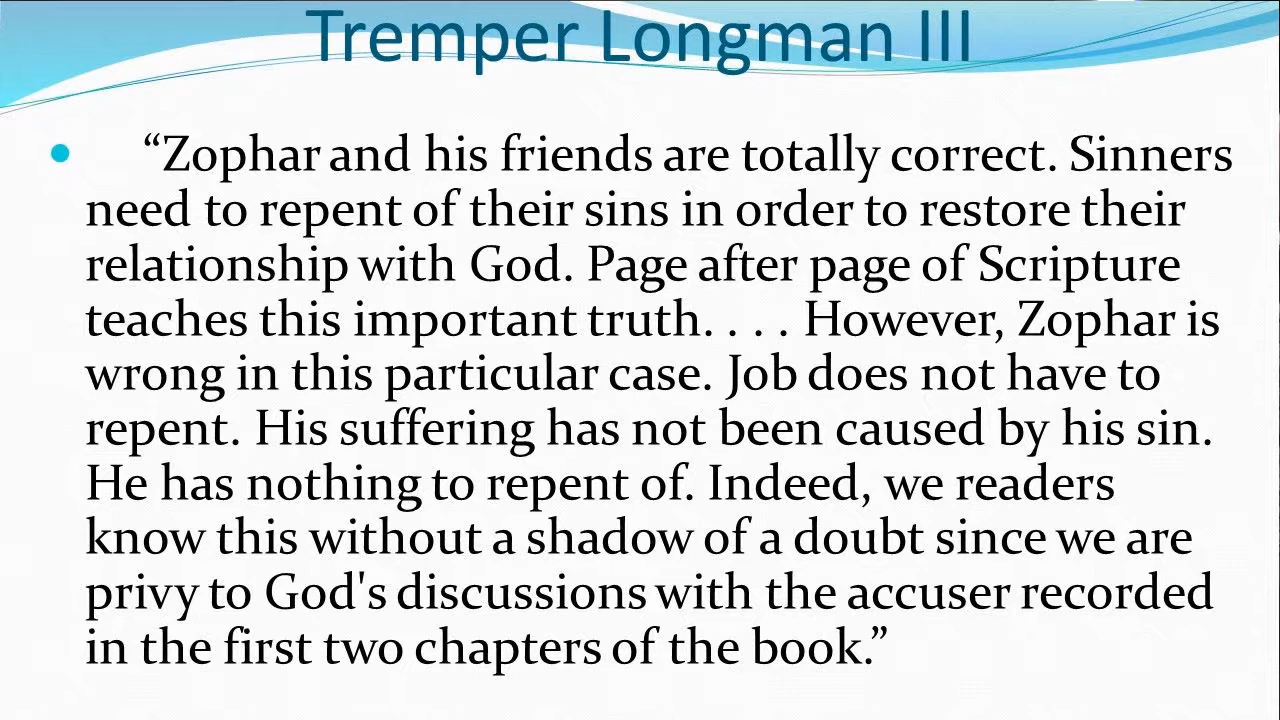 Tremper Longman III
• “Zophar and his friends are totally correct. Sinners
need to repent of their sins in order to restore their
relationship with God. Page after page of Scripture
teaches this important truth. . . . However, Zophar is
wrong in this particular case. Job does not have to
repent. His suffering has not been caused by his sin.
He has nothing to repent of. Indeed, we readers
know this without a shadow of a doubt since we are
privy to God's discussions with the accuser recorded
in the first two chapters of the book.”